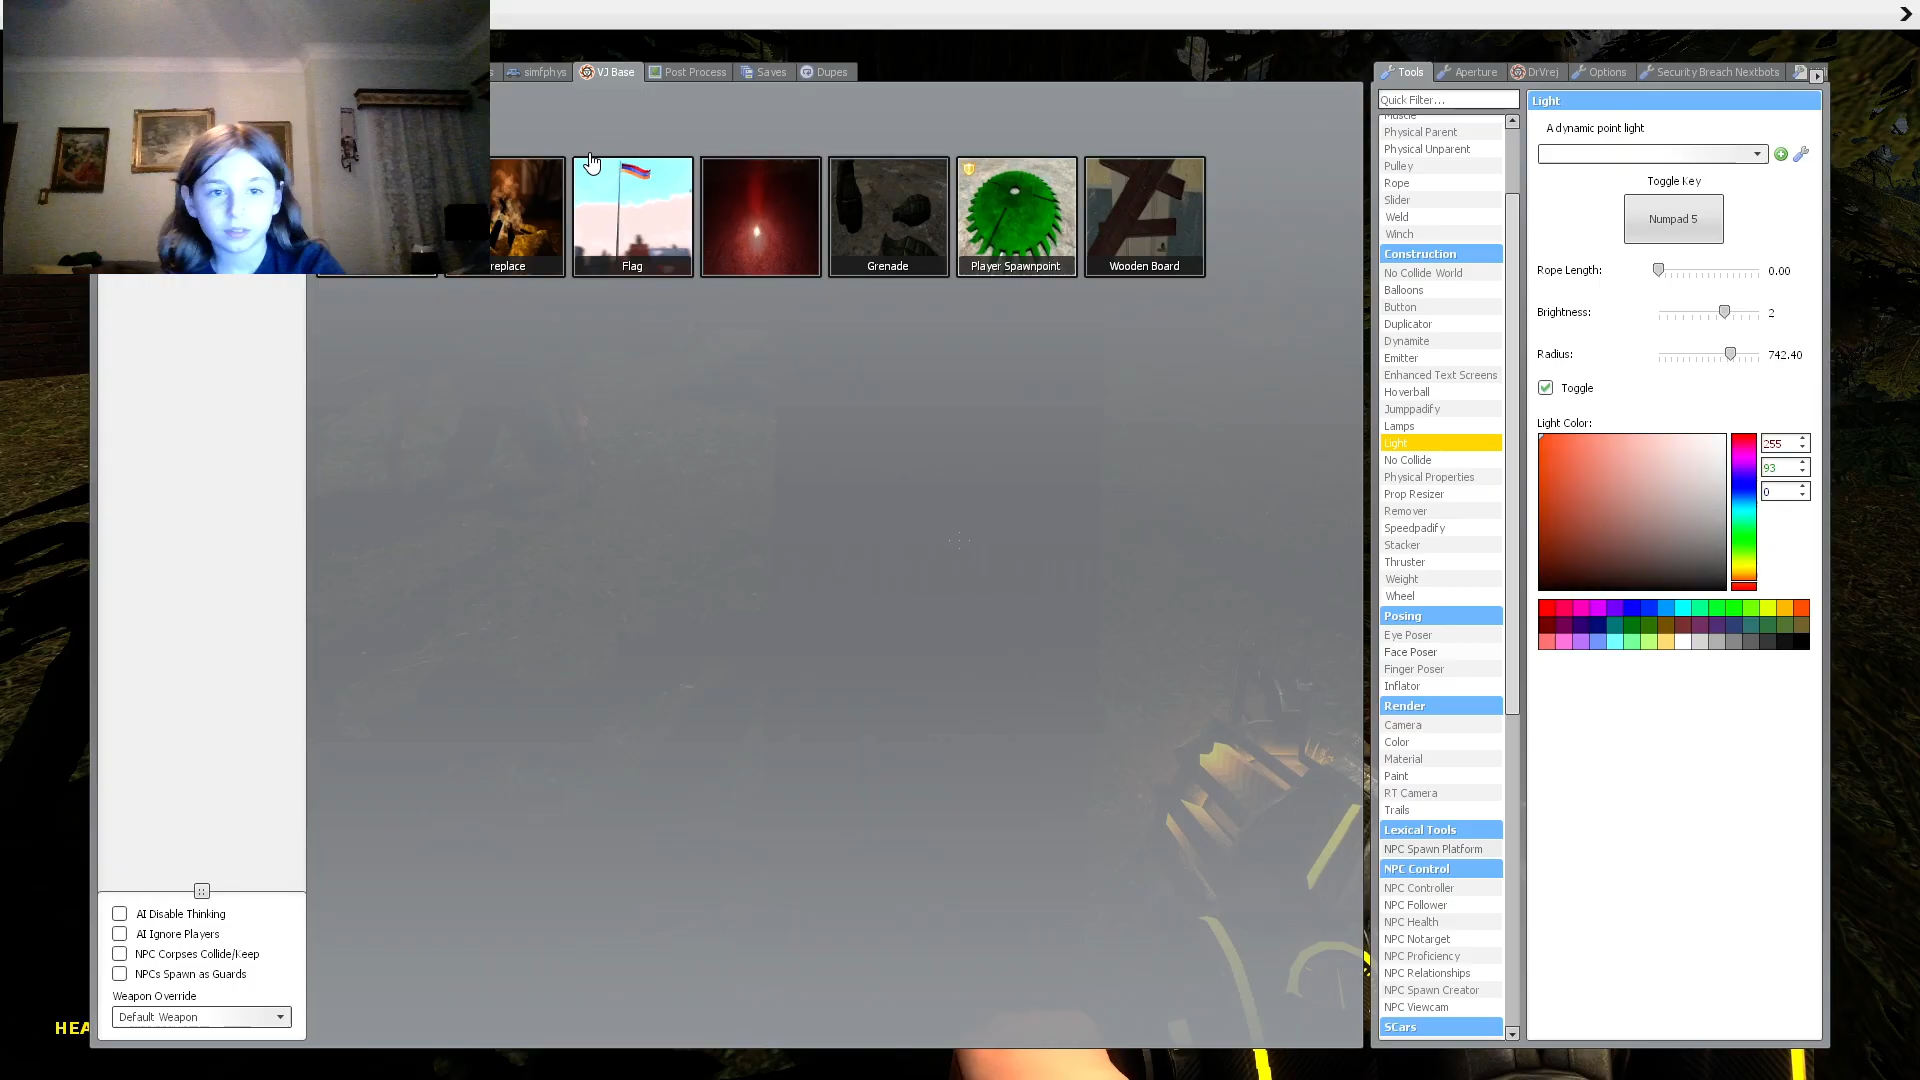 simfphys
VJ Base
Post Process
Saves
Dupes
replace
Flag
Grenade
Player Spawnpoint
Wooden Board
AI Disable Thinking
AI Ignore Players
NPC Corpses Collide/Keep
NPCs Spawn as Guards
Weapon Override
Default Weapon
HEA
Tools
Aperture
DrVrej
Options
Security Breach Nextbots
Quick Filter...
Muscle
Physical Parent
Physical Unparent
Pulley
Rope
Slider
Weld
Winch
Construction
No Collide World
Balloons
Button
Duplicator
Dynamite
Emitter
Enhanced Text Screens
Hoverball
Jumppadify
Lamps
Light
No Collide
Physical Properties
Prop Resizer
Remover
Speedpadify
Stacker
Thruster
Weight
Wheel
Posing
Eye Poser
Face Poser
Finger Poser
Inflator
Render
Camera
Color
Material
Paint
RT Camera
Trails
Lexical Tools
NPC Spawn Platform
NPC Control
NPC Controller
NPC Follower
NPC Health
NPC Notarget
NPC Proficiency
NPC Relationships
NPC Spawn Creator
NPC Viewcam
SCars
Light
A dynamic point light
Toggle Key
Numpad 5
Rope Length: 0.00
Brightness: 2
Radius: 742.40
Toggle
Light Color:
255
93
0